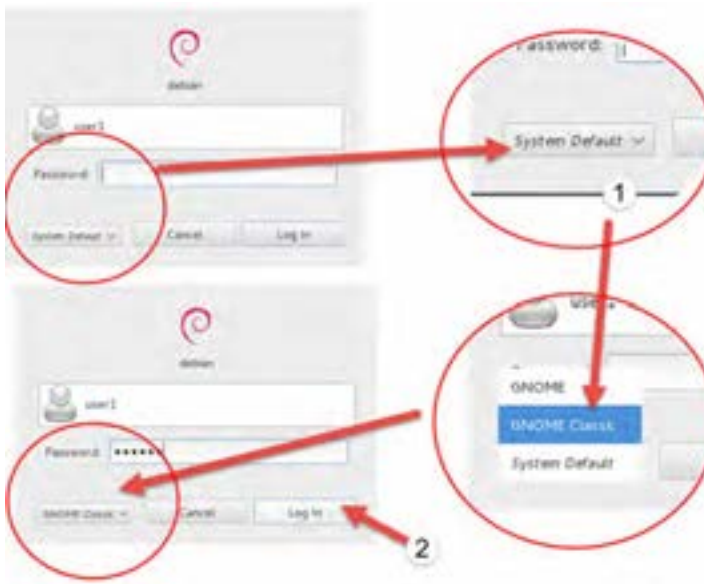 debian
user1
Password:
System Default
Cancel
Log In
Password:
System Default
1
debian
user1
Password:
GNOME Classic
Cancel
Log In
2
GNOME
GNOME Classic
System Default